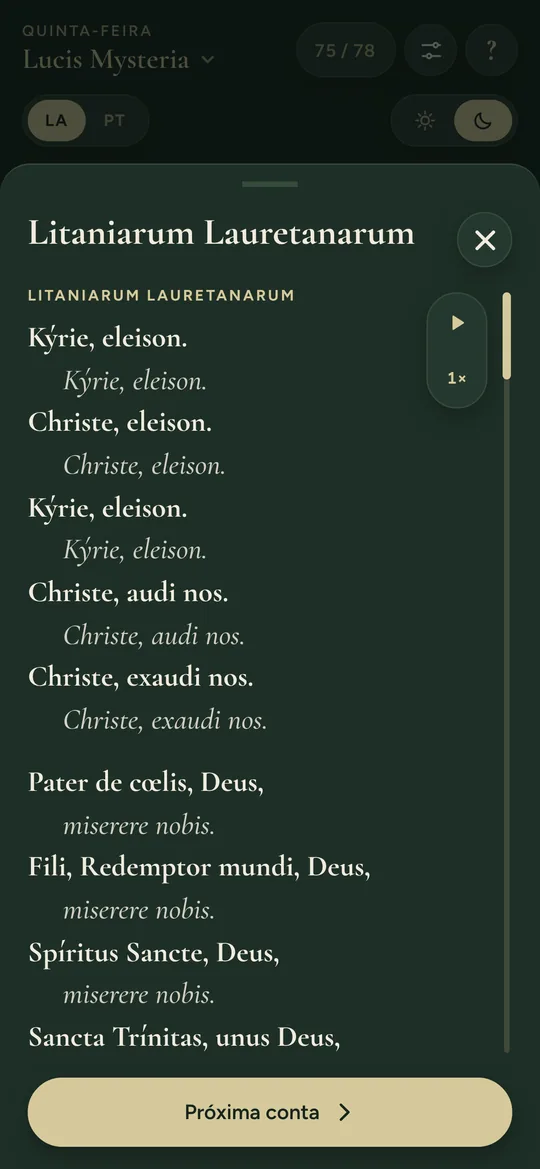 QUINTA-FEIRA
Lucis Mysteria
75 / 78
?
LA
PT
Litaniarum Lauretanarum
LITANIARUM LAURETANARUM
1×
Kýrie, eleison.
Kýrie, eleison.
Christe, eleison.
Christe, eleison.
Kýrie, eleison.
Kýrie, eleison.
Christe, audi nos.
Christe, audi nos.
Christe, exaudi nos.
Christe, exaudi nos.
Pater de cœlis, Deus,
miserere nobis.
Fili, Redemptor mundi, Deus,
miserere nobis.
Spíritus Sancte, Deus,
miserere nobis.
Sancta Trínitas, unus Deus,
Próxima conta